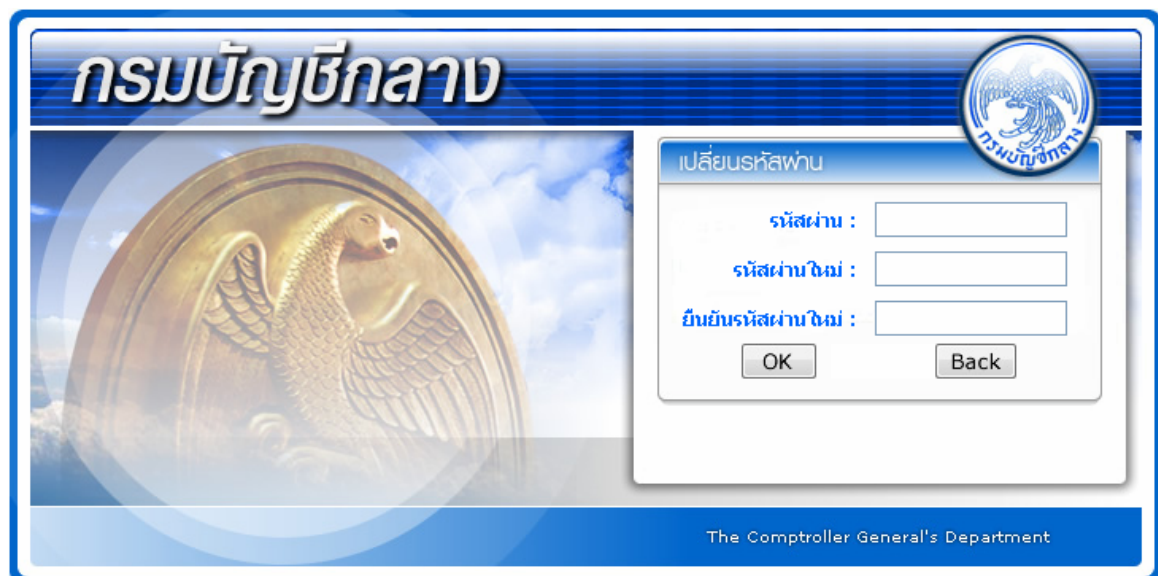 กรมบัญชีกลาง
กรมบัญชีกลาง
เปลี่ยนรหัสผ่าน
รหัสผ่าน :
รหัสผ่านใหม่ :
ยืนยันรหัสผ่านใหม่ :
OK Back
The Comptroller General's Department